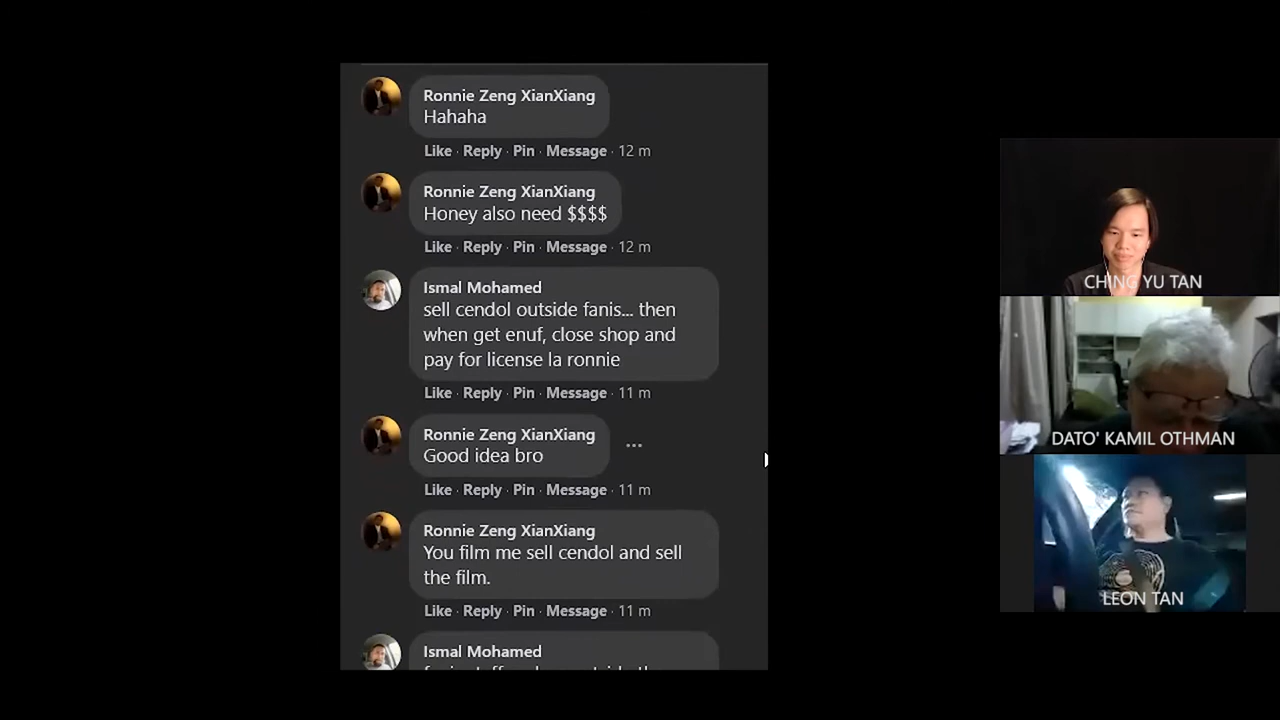 Ronnie Zeng XianXiang
Hahaha
Like · Reply · Pin · Message · 12 m
Ronnie Zeng XianXiang
Honey also need $$$$
Like · Reply · Pin · Message · 12 m
Ismal Mohamed
sell cendol outside fanis... then
when get enuf, close shop and
pay for license la ronnie
Like · Reply · Pin · Message · 11 m
Ronnie Zeng XianXiang
Good idea bro
Like · Reply · Pin · Message · 11 m
Ronnie Zeng XianXiang
You film me sell cendol and sell
the film.
Like · Reply · Pin · Message · 11 m
Ismal Mohamed
CHING YU TAN
DATO' KAMIL OTHMAN
LEON TAN